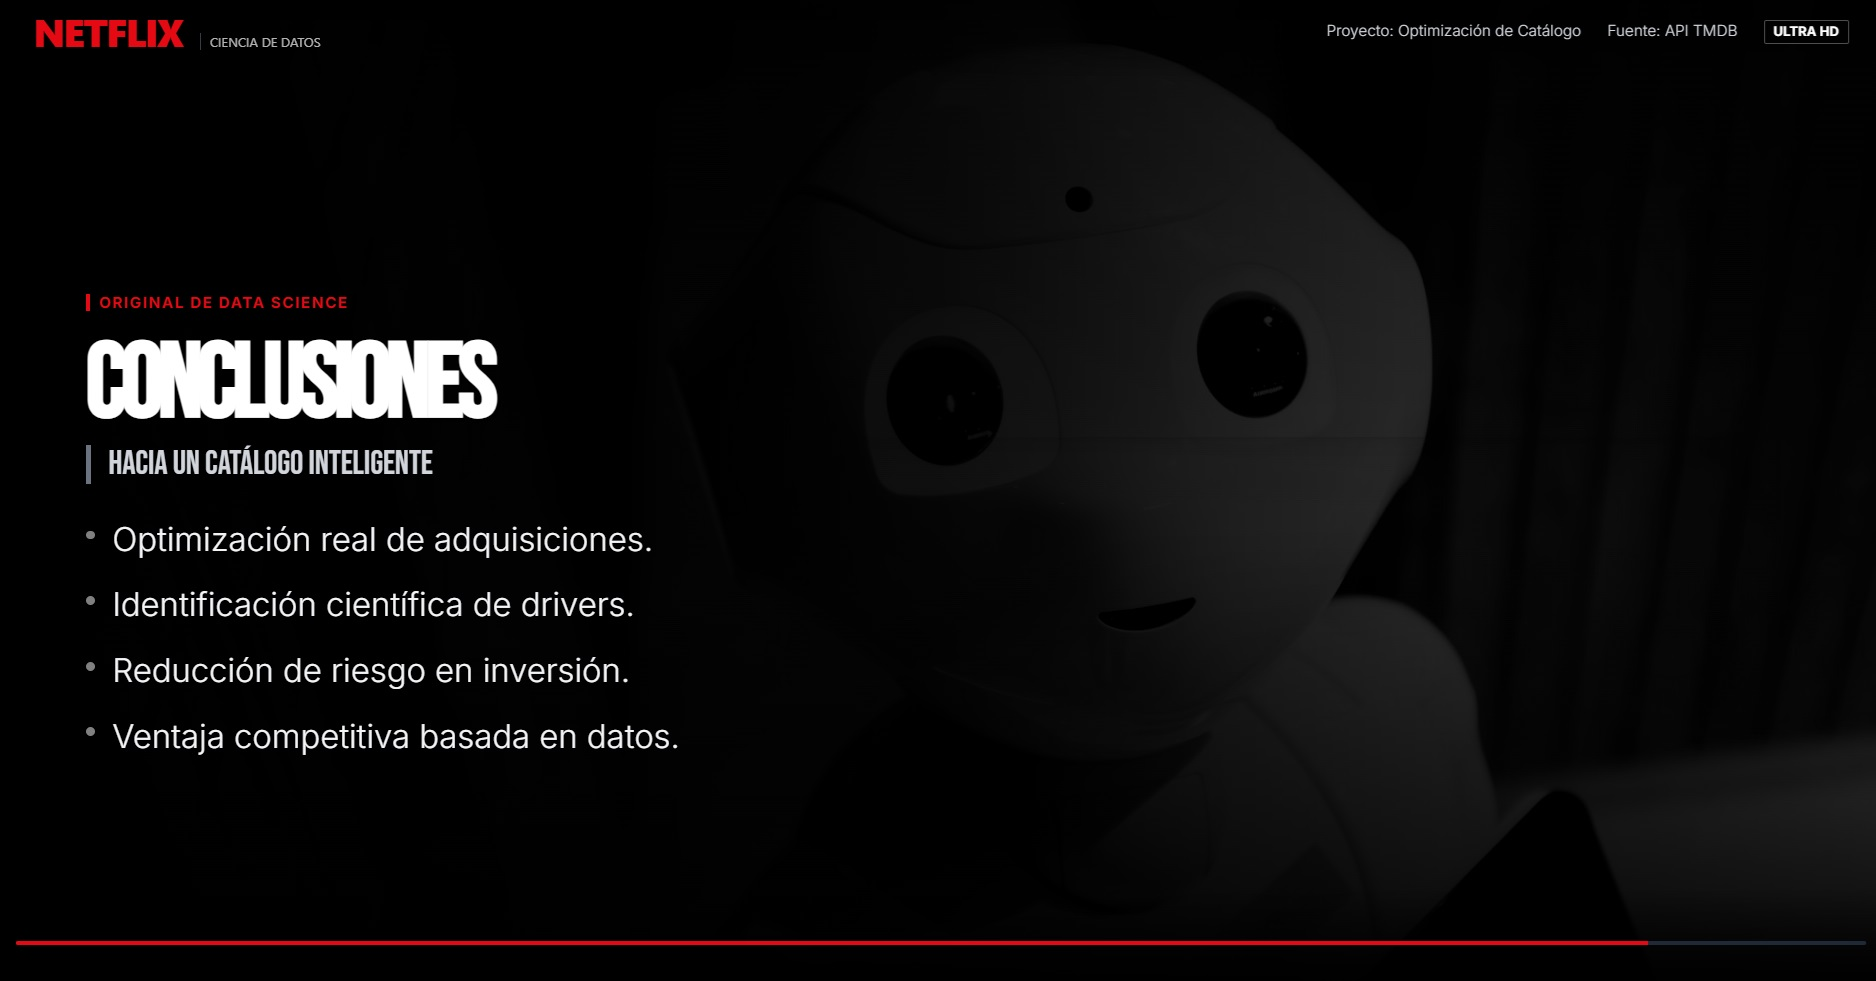 NETFLIX
CIENCIA DE DATOS
Proyecto: Optimización de Catálogo
Fuente: API TMDB
ULTRA HD
ORIGINAL DE DATA SCIENCE
CONCLUSIONES
HACIA UN CATÁLOGO INTELIGENTE
• Optimización real de adquisiciones.
• Identificación científica de drivers.
• Reducción de riesgo en inversión.
• Ventaja competitiva basada en datos.